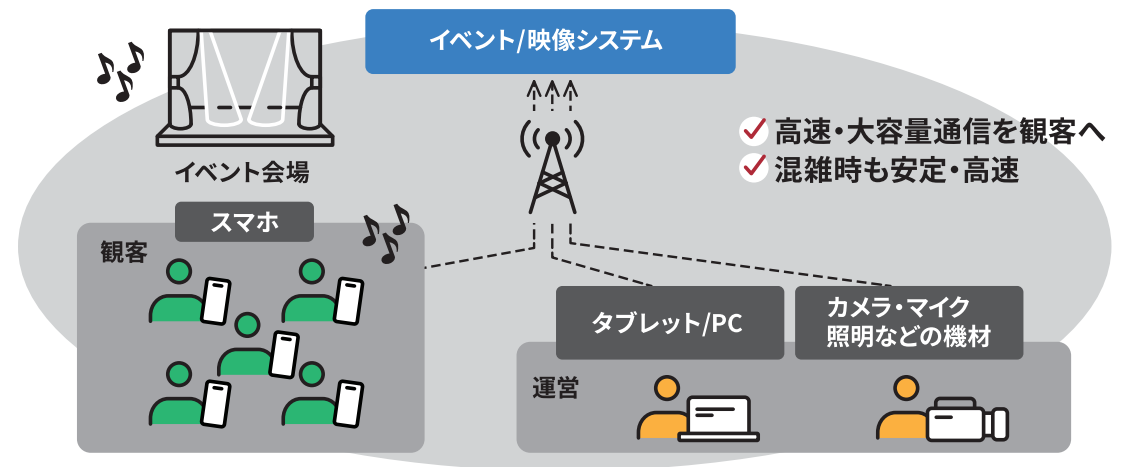 イベント/映像システム
高速・大容量通信を観客へ
混雑時も安定・高速
イベント会場
スマホ
観客
タブレット/PC
カメラ・マイク
照明などの機材
運営